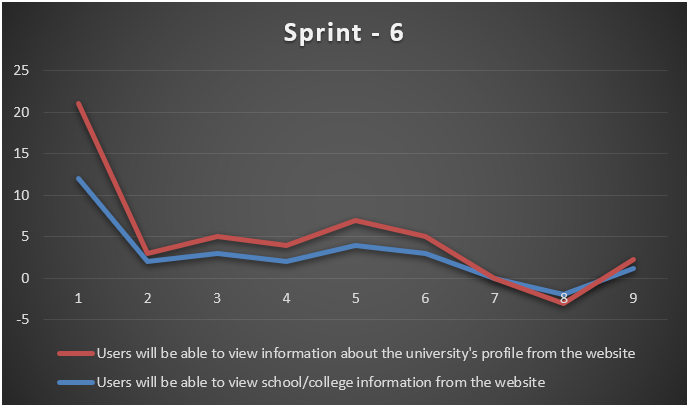 Sprint - 6
25
20
15
10
5
0
1 2 3 4 5 6 7 8 9
-5
Users will be able to view information about the university's profile from the website
Users will be able to view school/college information from the website